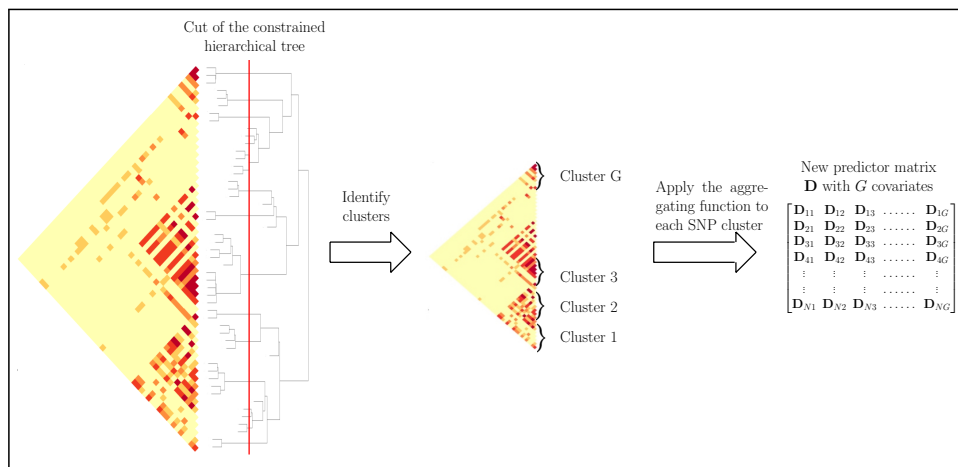 Cut of the constrained
hierarchical tree
Identify
clusters
Cluster G
Cluster 3
Cluster 2
Cluster 1
Apply the aggre-
gating function to
each SNP cluster
New predictor matrix
D with G covariates
D11 D12 D13 ...... D1G
D21 D22 D23 ...... D2G
D31 D32 D33 ...... D3G
D41 D42 D43 ...... D4G
⋮ ⋮ ⋮ ...... ⋮
⋮ ⋮ ⋮ ...... ⋮
DN1 DN2 DN3 ...... DNG